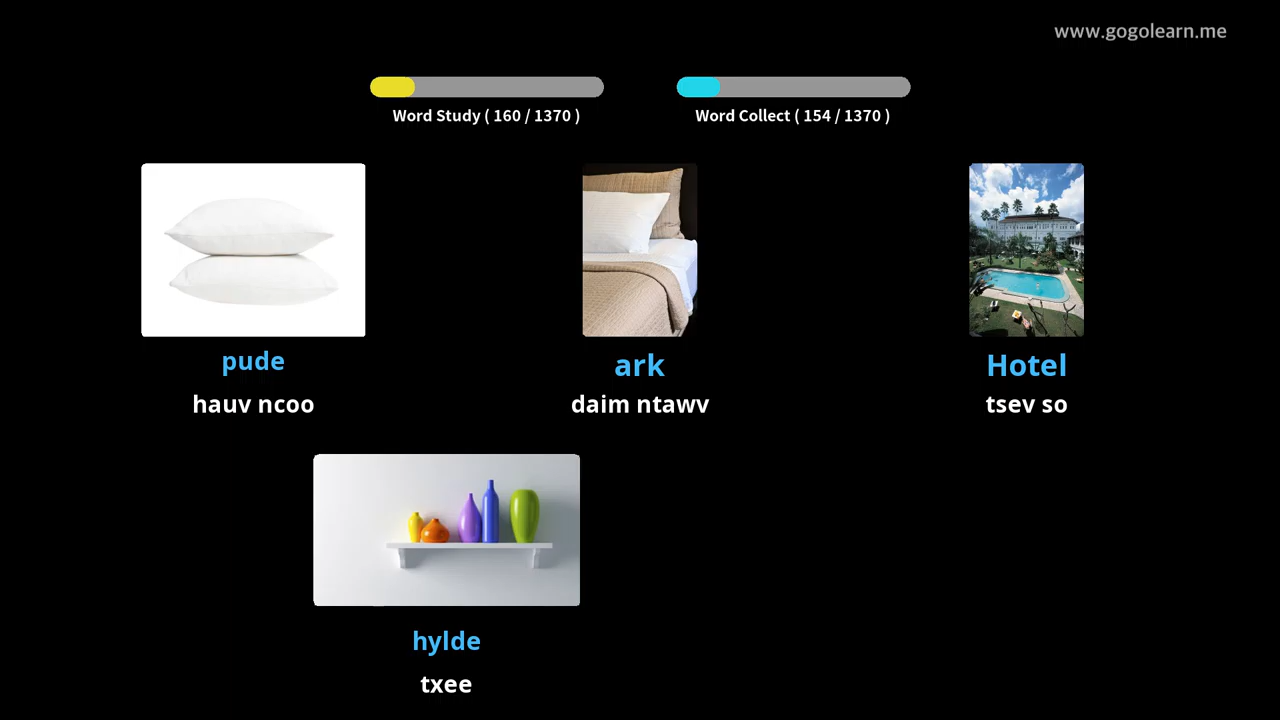 www.gogolearn.me
Word Study ( 160 / 1370 )
Word Collect ( 154 / 1370 )
pude
ark
Hotel
hauv ncoo
daim ntawv
tsev so
hylde
txee